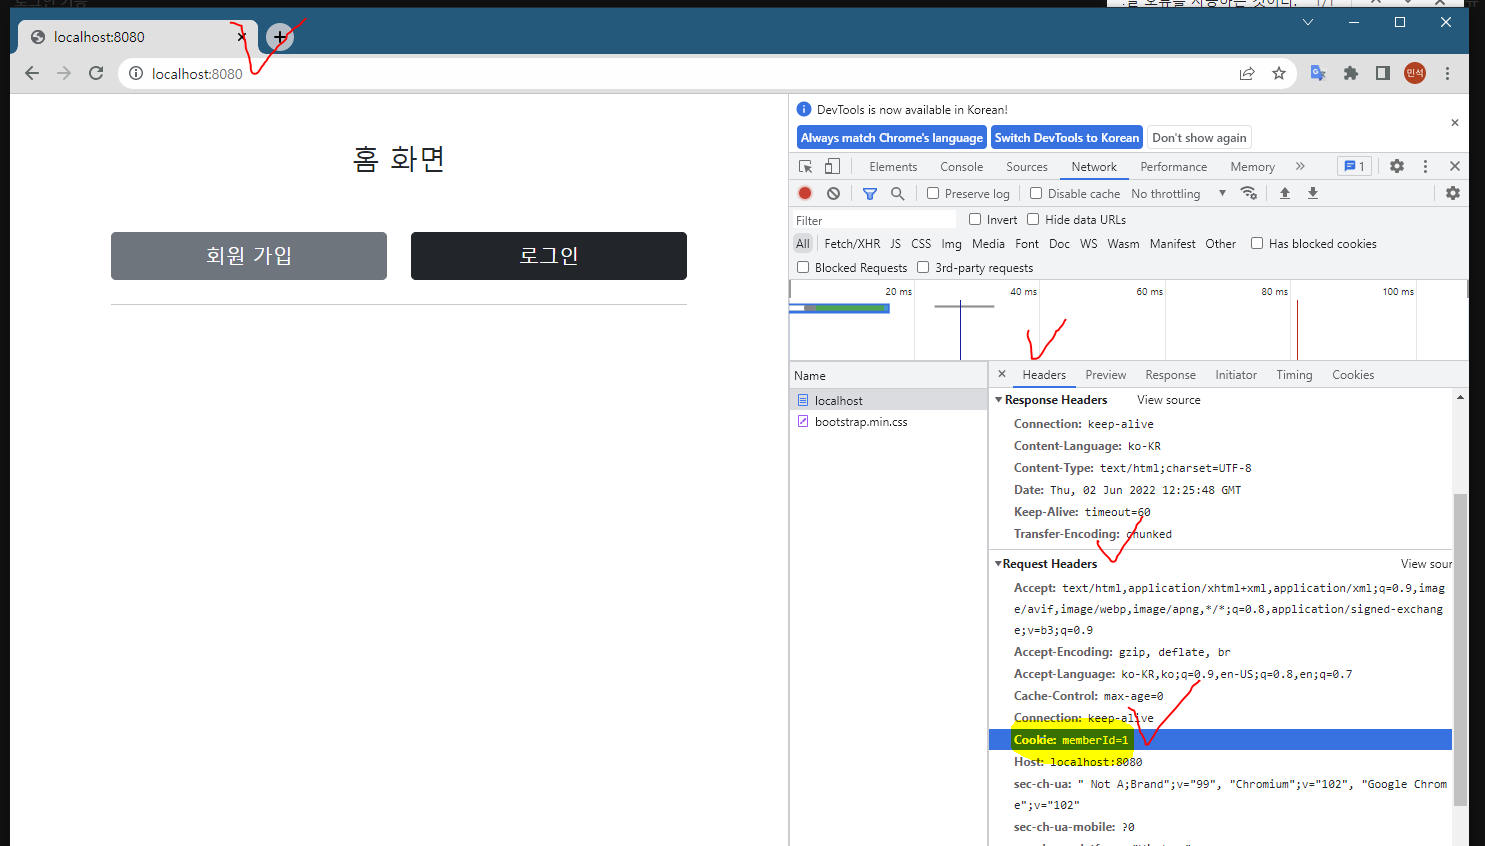 localhost:8080
localhost:8080
민석
홈 화면
회원 가입
로그인
DevTools is now available in Korean!
Always match Chrome's language
Switch DevTools to Korean
Don't show again
Elements Console Sources Network Performance Memory
1
Preserve log Disable cache No throttling
Filter
Invert Hide data URLs
All Fetch/XHR JS CSS Img Media Font Doc WS Wasm Manifest Other Has blocked cookies
Blocked Requests 3rd-party requests
20 ms 40 ms 60 ms 80 ms 100 ms
Name
localhost
bootstrap.min.css
Headers Preview Response Initiator Timing Cookies
Response Headers View source
Connection: keep-alive
Content-Language: ko-KR
Content-Type: text/html;charset=UTF-8
Date: Thu, 02 Jun 2022 12:25:48 GMT
Keep-Alive: timeout=60
Transfer-Encoding: chunked
Request Headers View sour
Accept: text/html,application/xhtml+xml,application/xml;q=0.9,imag
e/avif,image/webp,image/apng,*/*;q=0.8,application/signed-exchang
e;v=b3;q=0.9
Accept-Encoding: gzip, deflate, br
Accept-Language: ko-KR,ko;q=0.9,en-US;q=0.8,en;q=0.7
Cache-Control: max-age=0
Connection: keep-alive
Cookie: memberId=1
Host: localhost:8080
sec-ch-ua: " Not A;Brand";v="99", "Chromium";v="102", "Google Chrom
e";v="102"
sec-ch-ua-mobile: ?0